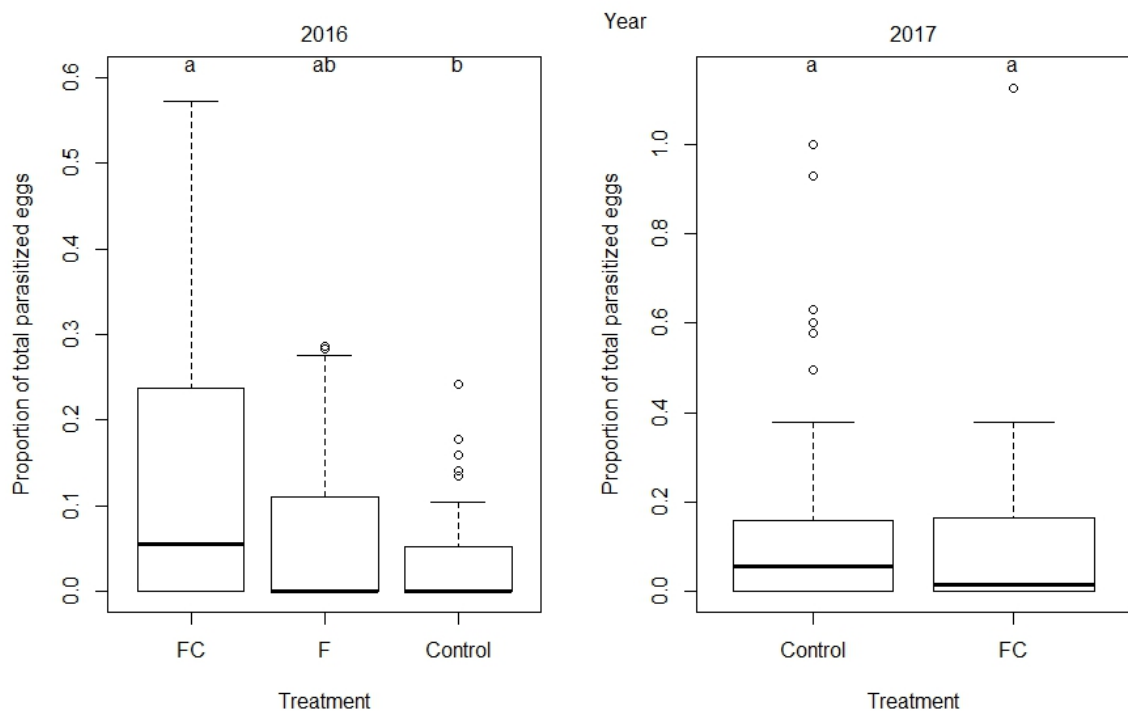 Year
2016
a ab b
Proportion of total parasitized eggs
0.6
0.5
0.4
0.3
0.2
0.1
0.0
FC F Control
Treatment
2017
a a
Proportion of total parasitized eggs
1.0
0.8
0.6
0.4
0.2
0.0
Control FC
Treatment